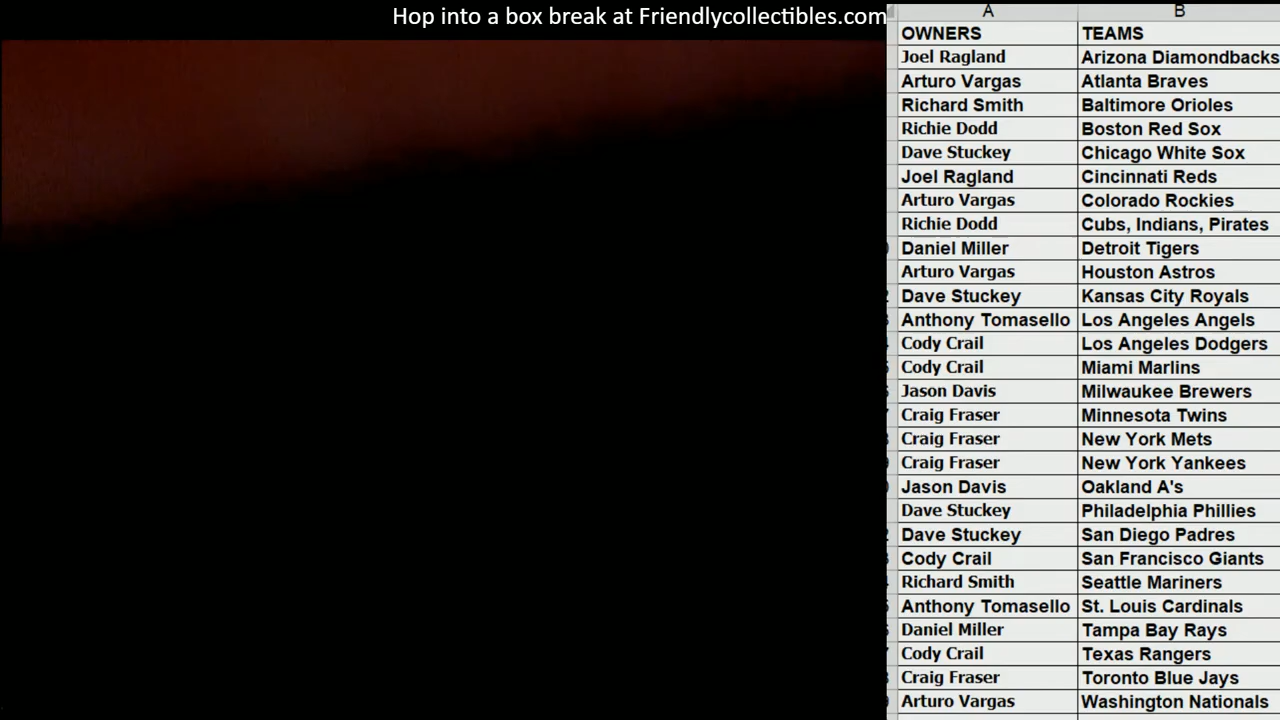 Hop into a box break at Friendlycollectibles.com
A B
OWNERS TEAMS
Joel Ragland Arizona Diamondbacks
Arturo Vargas Atlanta Braves
Richard Smith Baltimore Orioles
Richie Dodd Boston Red Sox
Dave Stuckey Chicago White Sox
Joel Ragland Cincinnati Reds
Arturo Vargas Colorado Rockies
Richie Dodd Cubs, Indians, Pirates
Daniel Miller Detroit Tigers
Arturo Vargas Houston Astros
Dave Stuckey Kansas City Royals
Anthony Tomasello Los Angeles Angels
Cody Crail Los Angeles Dodgers
Cody Crail Miami Marlins
Jason Davis Milwaukee Brewers
Craig Fraser Minnesota Twins
Craig Fraser New York Mets
Craig Fraser New York Yankees
Jason Davis Oakland A's
Dave Stuckey Philadelphia Phillies
Dave Stuckey San Diego Padres
Cody Crail San Francisco Giants
Richard Smith Seattle Mariners
Anthony Tomasello St. Louis Cardinals
Daniel Miller Tampa Bay Rays
Cody Crail Texas Rangers
Craig Fraser Toronto Blue Jays
Arturo Vargas Washington Nationals